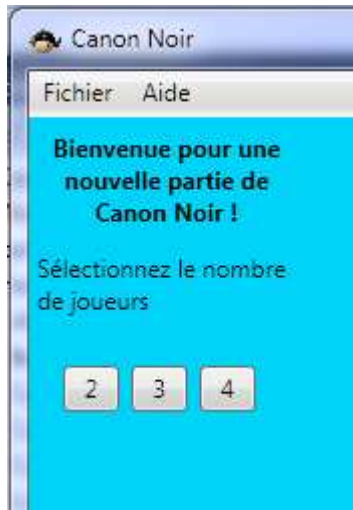 Canon Noir
Fichier Aide
Bienvenue pour une
nouvelle partie de
Canon Noir !
Sélectionnez le nombre
de joueurs
2 3 4